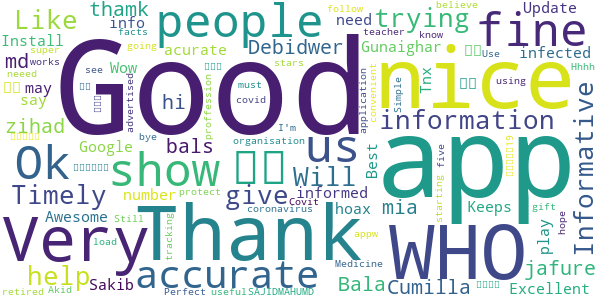 Like
thamk
people
trying
fine
believe
follow
super
going
info
need
teacher
know
Update
Install
facts
acurate
Debidwer
Gunaighar
Use
infected
Hhhh
md
neeed
works
Wow
stars
Tnx
using
may
see
Good
nice
say
hi
proffession
must
covid
application
Simple
convenient
zihad
advertised
I'm
information
Informative
Google
bye
bals
organisation
five
Ok
show
us
Will
Best
app
Timely
number
give
informed
Keeps
starting
gift
Awesome
protect
hoax
mia
play
hope
Very
Thank
WHO
Still
tracking
coronavirus
Covit
jafure
load
accurate
Bala
Cumilla
appw
help
Sakib
Medicine
Excellent
retired
Akid
Perfect
useful
SAJIDMAHUMD
19